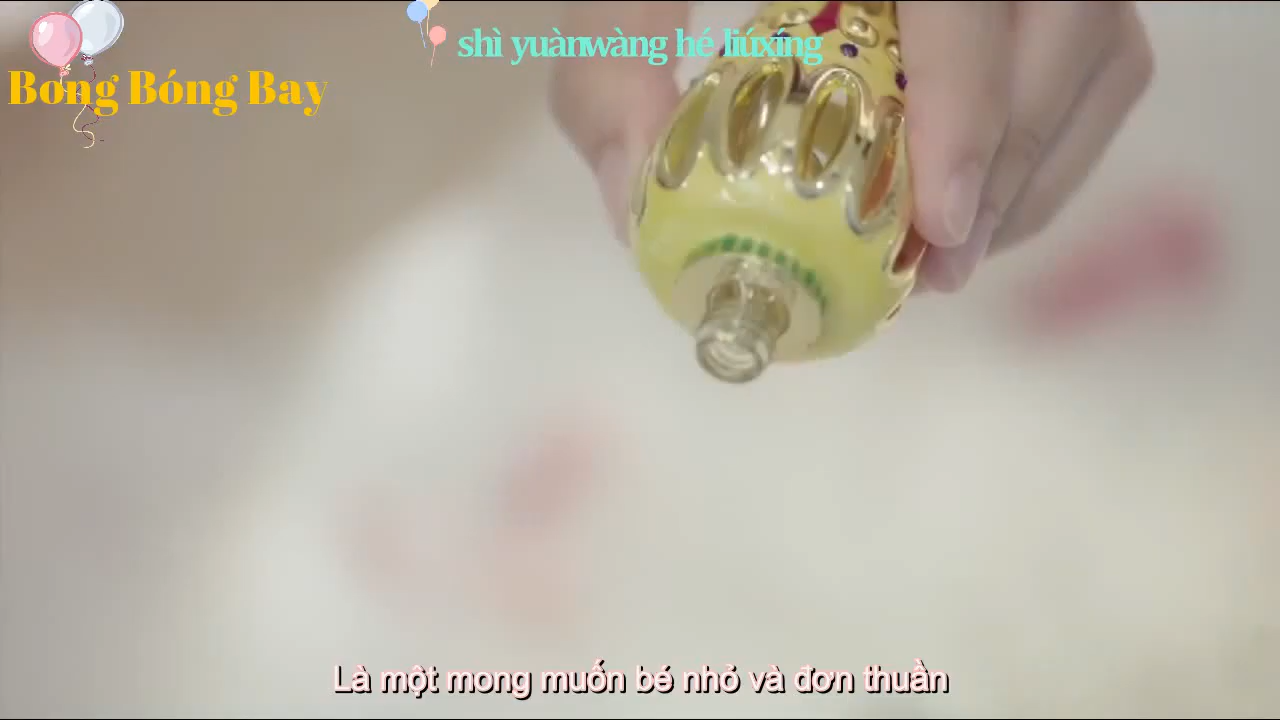 shì yuànwàng hé liúxíng
Bong Bóng Bay
Là một mong muốn bé nhỏ và đơn thuần